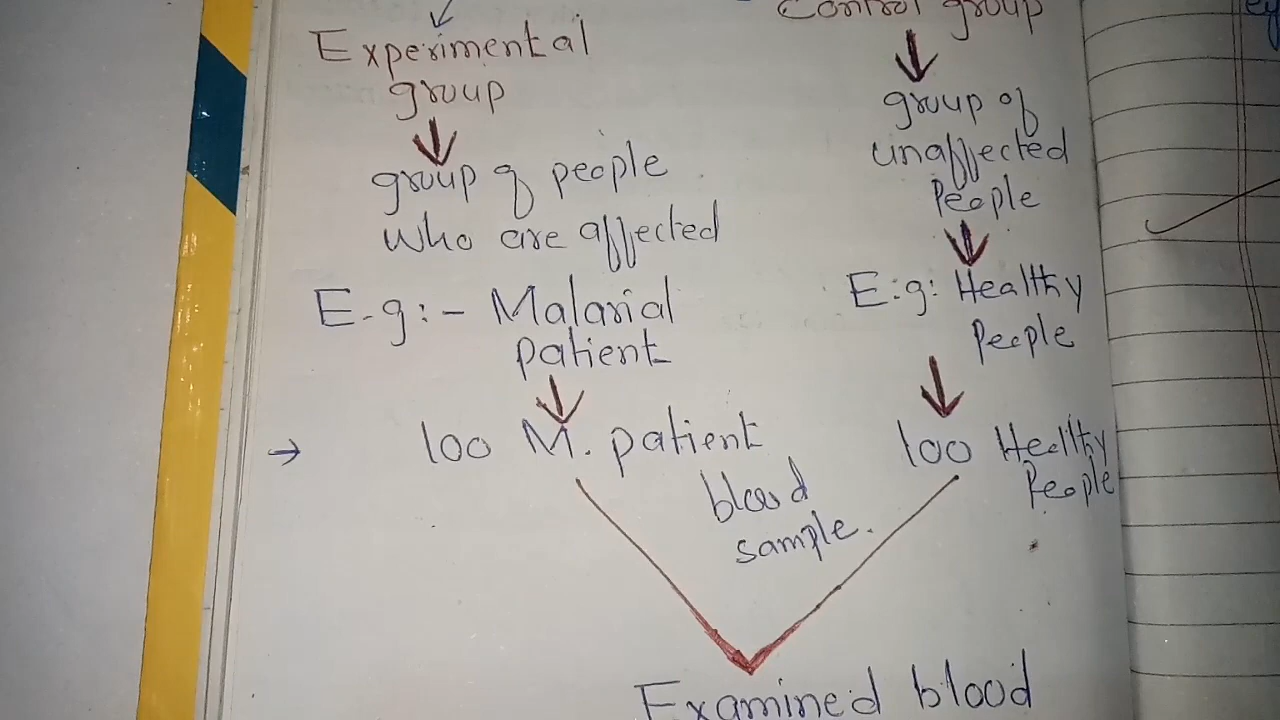 Experimental
group
group of people
who are affected
E.g:- Malarial
patient
100 M. patient
Control group
group of
unaffected
People
E.g: Healthy
People
100 Healthy
People
blood
sample.
Examined blood